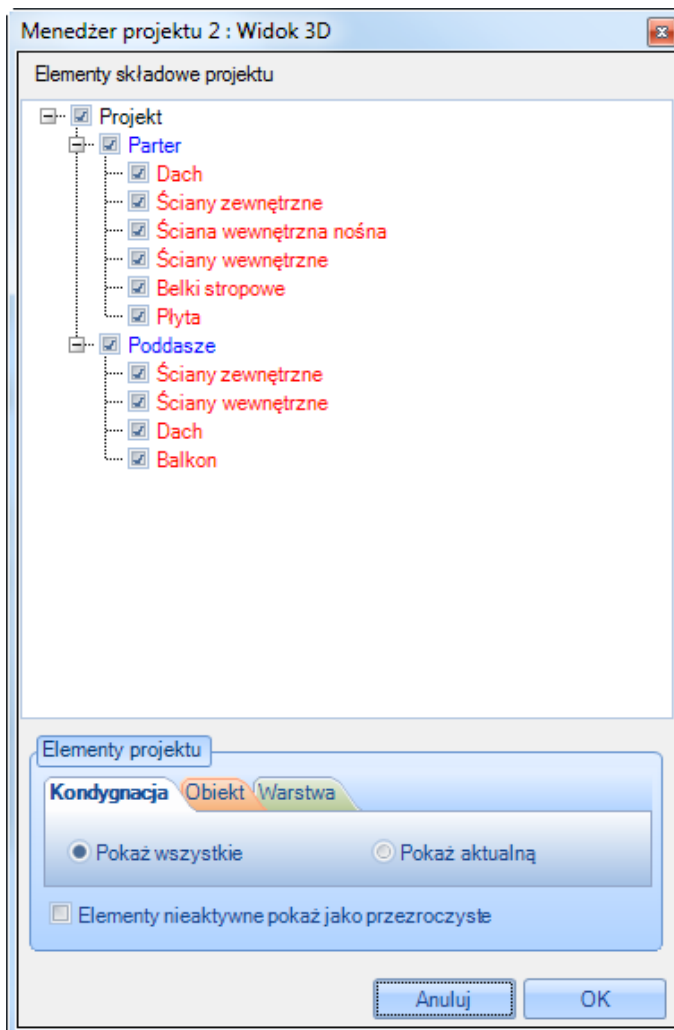 Menedżer projektu 2 : Widok 3D
Elementy składowe projektu
Projekt
Parter
Dach
Ściany zewnętrzne
Ściana wewnętrzna nośna
Ściany wewnętrzne
Belki stropowe
Płyta
Poddasze
Ściany zewnętrzne
Ściany wewnętrzne
Dach
Balkon
Elementy projektu
Kondygnacja Obiekt Warstwa
Pokaż wszystkie Pokaż aktualną
Elementy nieaktywne pokaż jako przezroczyste
Anuluj OK